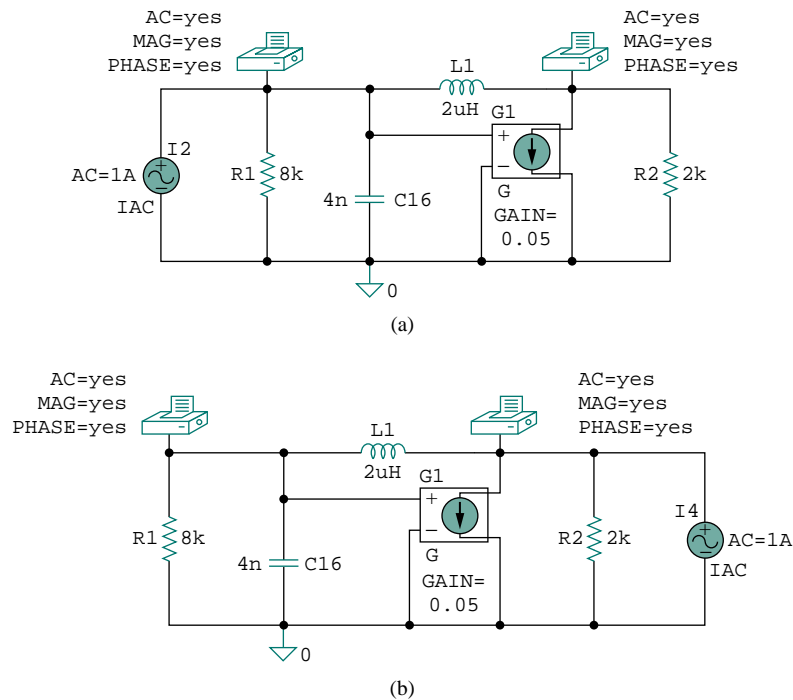 AC=yes
MAG=yes
PHASE=yes
AC=yes
MAG=yes
PHASE=yes
L1
2uH
G1
I2
AC=1A
IAC
R1
8k
4n
C16
+
−
G
GAIN=
0.05
R2
2k
0
(a)
AC=yes
MAG=yes
PHASE=yes
AC=yes
MAG=yes
PHASE=yes
L1
2uH
G1
R1
8k
4n
C16
+
−
G
GAIN=
0.05
R2
2k
I4
AC=1A
IAC
0
(b)